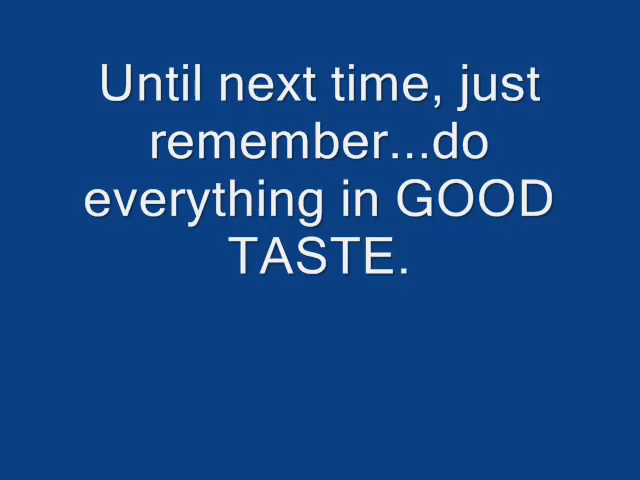 Until next time, just
remember...do
everything in GOOD
TASTE.